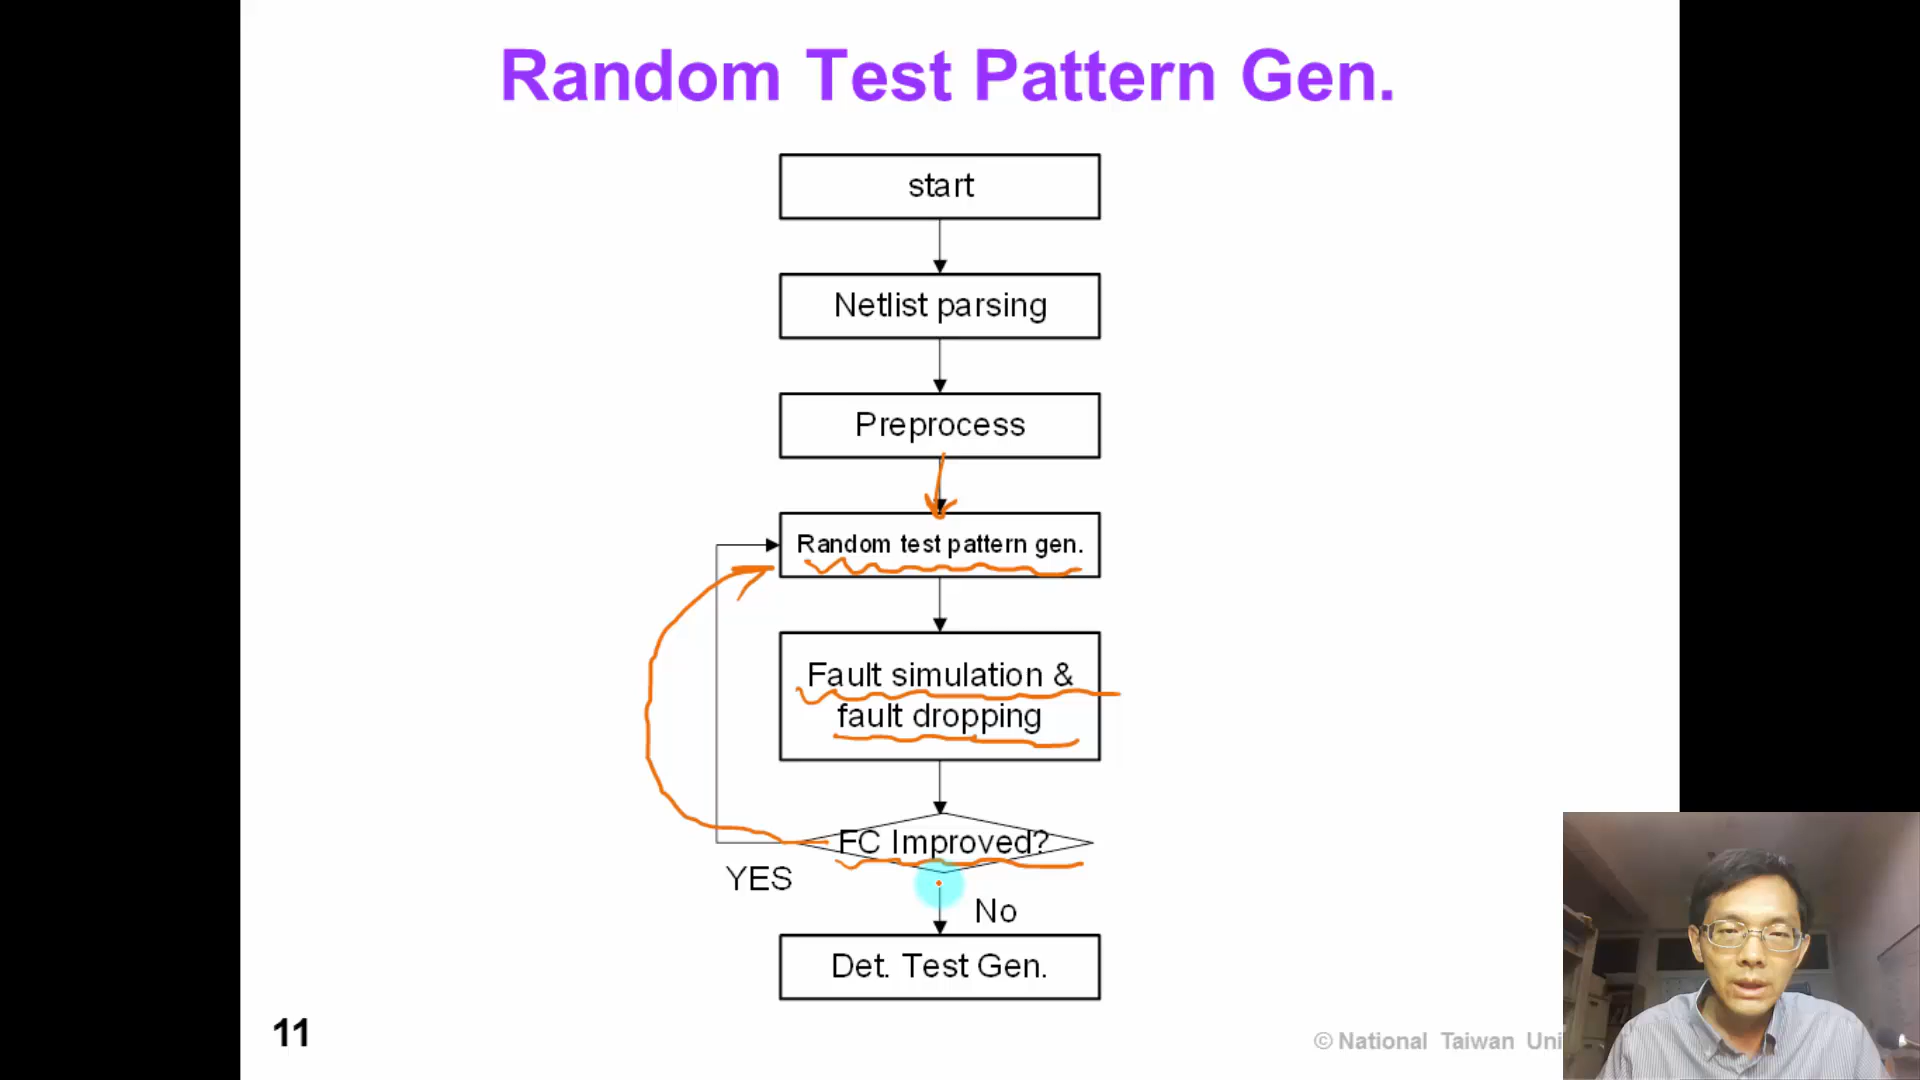 Random Test Pattern Gen.
start
Netlist parsing
Preprocess
Random test pattern gen.
Fault simulation &
fault dropping
FC Improved?
YES
No
Det. Test Gen.
11
© National Taiwan Uni